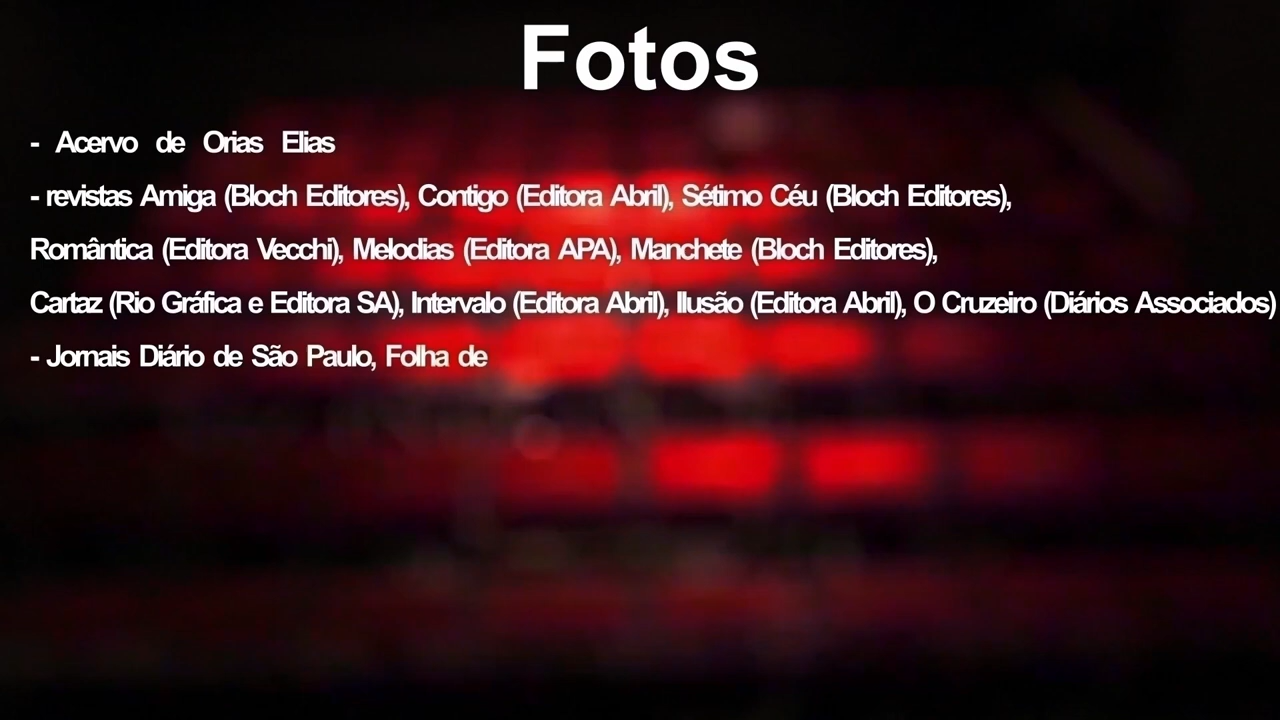 Fotos
- Acervo de Orias Elias
- revistas Amiga (Bloch Editores), Contigo (Editora Abril), Sétimo Céu (Bloch Editores),
Romântica (Editora Vecchi), Melodias (Editora APA), Manchete (Bloch Editores),
Cartaz (Rio Gráfica e Editora SA), Intervalo (Editora Abril), Ilusão (Editora Abril), O Cruzeiro (Diários Associados)
- Jornais Diário de São Paulo, Folha de